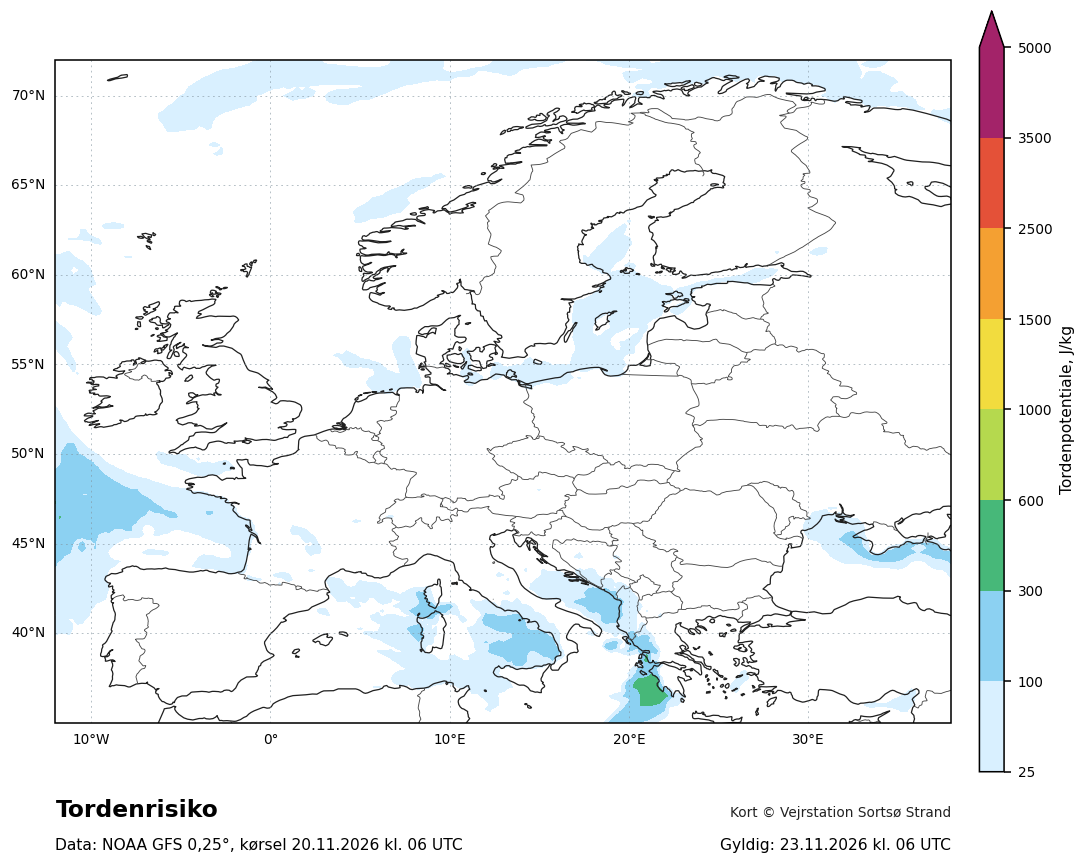 70°N
65°N
60°N
55°N
50°N
45°N
40°N
10°W
0°
10°E
20°E
30°E
5000
3500
2500
1500
1000
600
300
100
25
Tordenpotentiale, J/kg
Tordenrisiko
Kort © Vejrstation Sortsø Strand
Data: NOAA GFS 0,25°, kørsel 20.11.2026 kl. 06 UTC
Gyldig: 23.11.2026 kl. 06 UTC